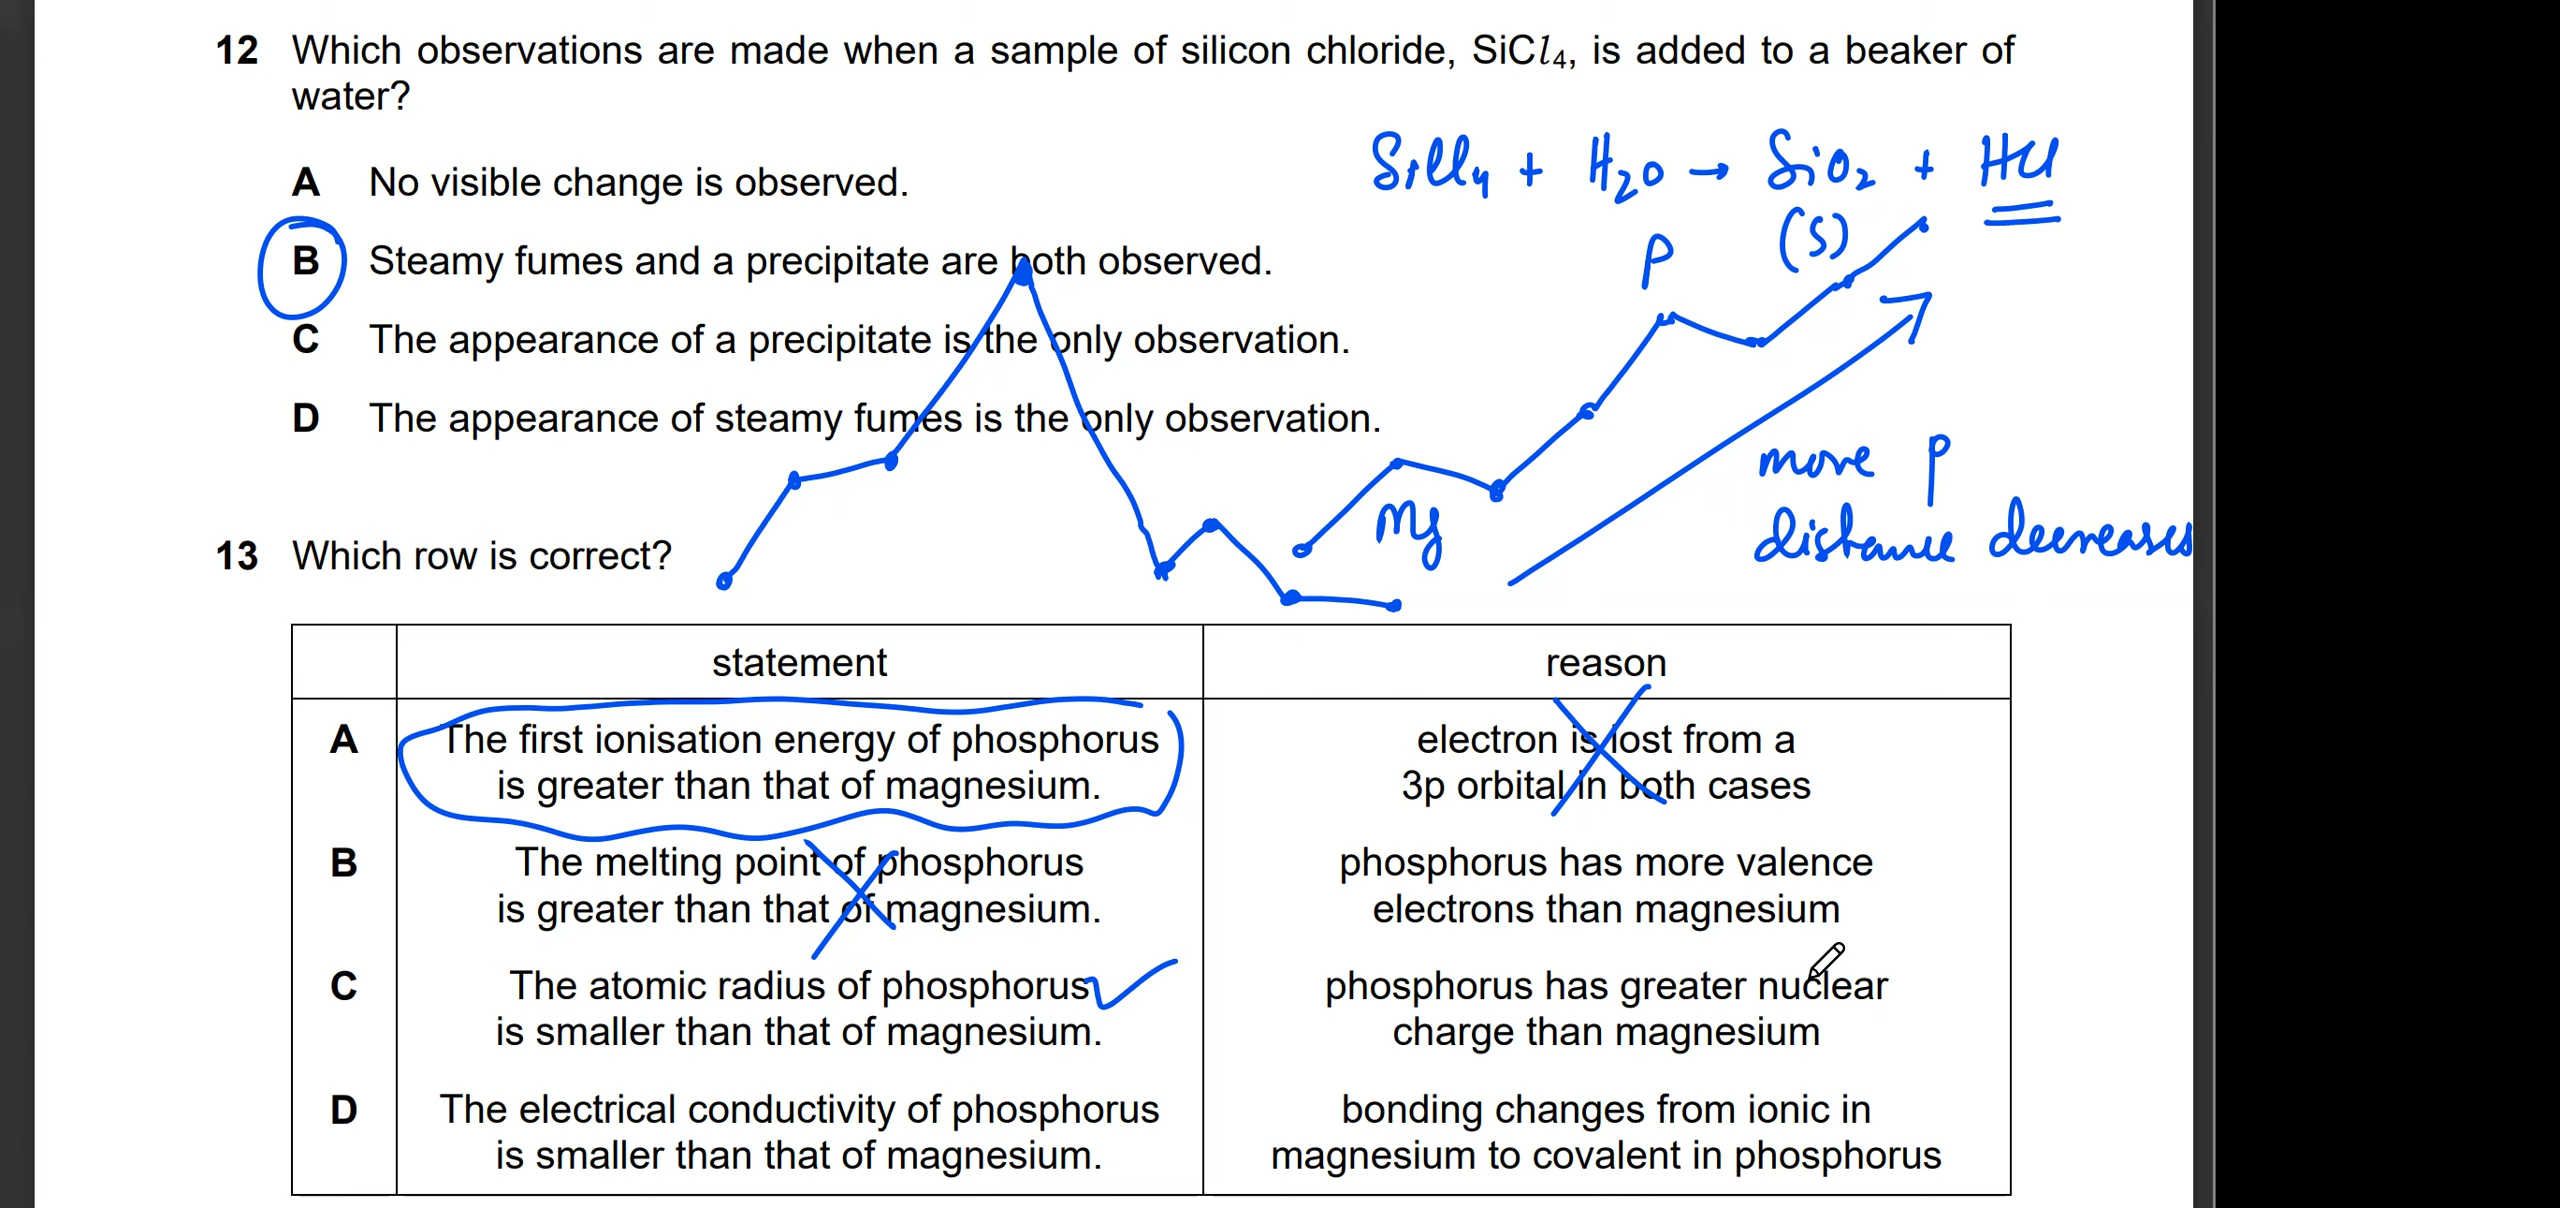 12 Which observations are made when a sample of silicon chloride, SiCl₄, is added to a beaker of
water?
SiCl₄ + H₂O → SiO₂ + HCl
(s)
A No visible change is observed.
B Steamy fumes and a precipitate are both observed.
P
C The appearance of a precipitate is the only observation.
D The appearance of steamy fumes is the only observation.
more p
Mg
distance decreases
13 Which row is correct?
statement reason
A The first ionisation energy of phosphorus electron is lost from a
is greater than that of magnesium. 3p orbital in both cases
B The melting point of phosphorus phosphorus has more valence
is greater than that of magnesium. electrons than magnesium
C The atomic radius of phosphorus phosphorus has greater nuclear
is smaller than that of magnesium. charge than magnesium
D The electrical conductivity of phosphorus bonding changes from ionic in
is smaller than that of magnesium. magnesium to covalent in phosphorus